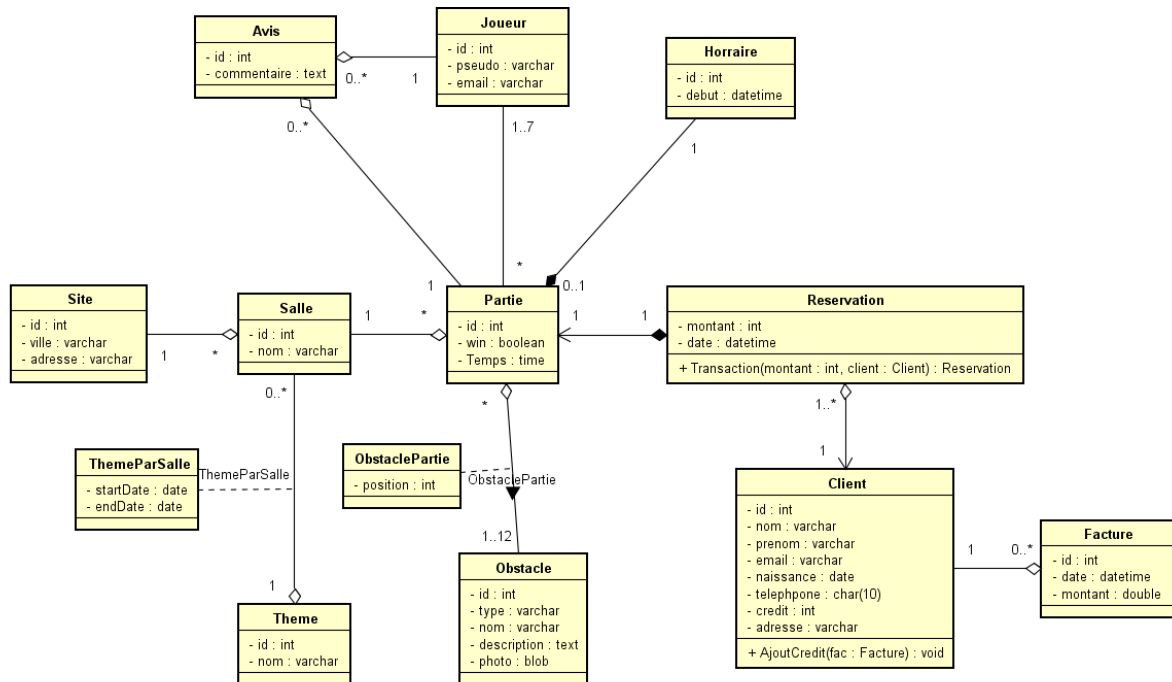 Avis
- id : int
- commentaire : text
0..*
1
0..*
1
Joueur
- id : int
- pseudo : varchar
- email : varchar
1..7
*
Horraire
- id : int
- debut : datetime
1
0..1
Site
- id : int
- ville : varchar
- adresse : varchar
1
*
Salle
- id : int
- nom : varchar
1
*
0..*
Partie
- id : int
- win : boolean
- Temps : time
*
1
1
Reservation
- montant : int
- date : datetime
+ Transaction(montant : int, client : Client) : Reservation
1..*
1
ThemeParSalle
- startDate : date
- endDate : date
ThemeParSalle
1
Theme
- id : int
- nom : varchar
ObstaclePartie
- position : int
ObstaclePartie
1..12
Obstacle
- id : int
- type : varchar
- nom : varchar
- description : text
- photo : blob
Client
- id : int
- nom : varchar
- prenom : varchar
- email : varchar
- naissance : date
- telephpone : char(10)
- credit : int
- adresse : varchar
+ AjoutCredit(fac : Facture) : void
1
0..*
Facture
- id : int
- date : datetime
- montant : double